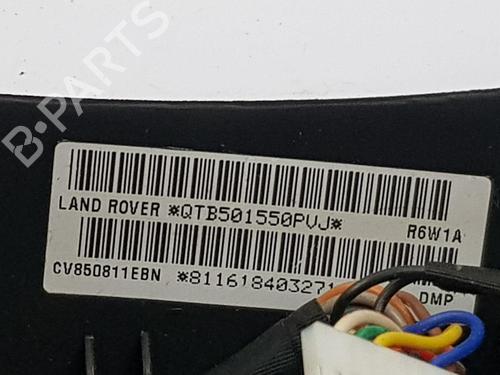 B-PARTS
LAND ROVER *QTB501550PVJ* R6W1A
CV850811EBN *811618403271
DMP